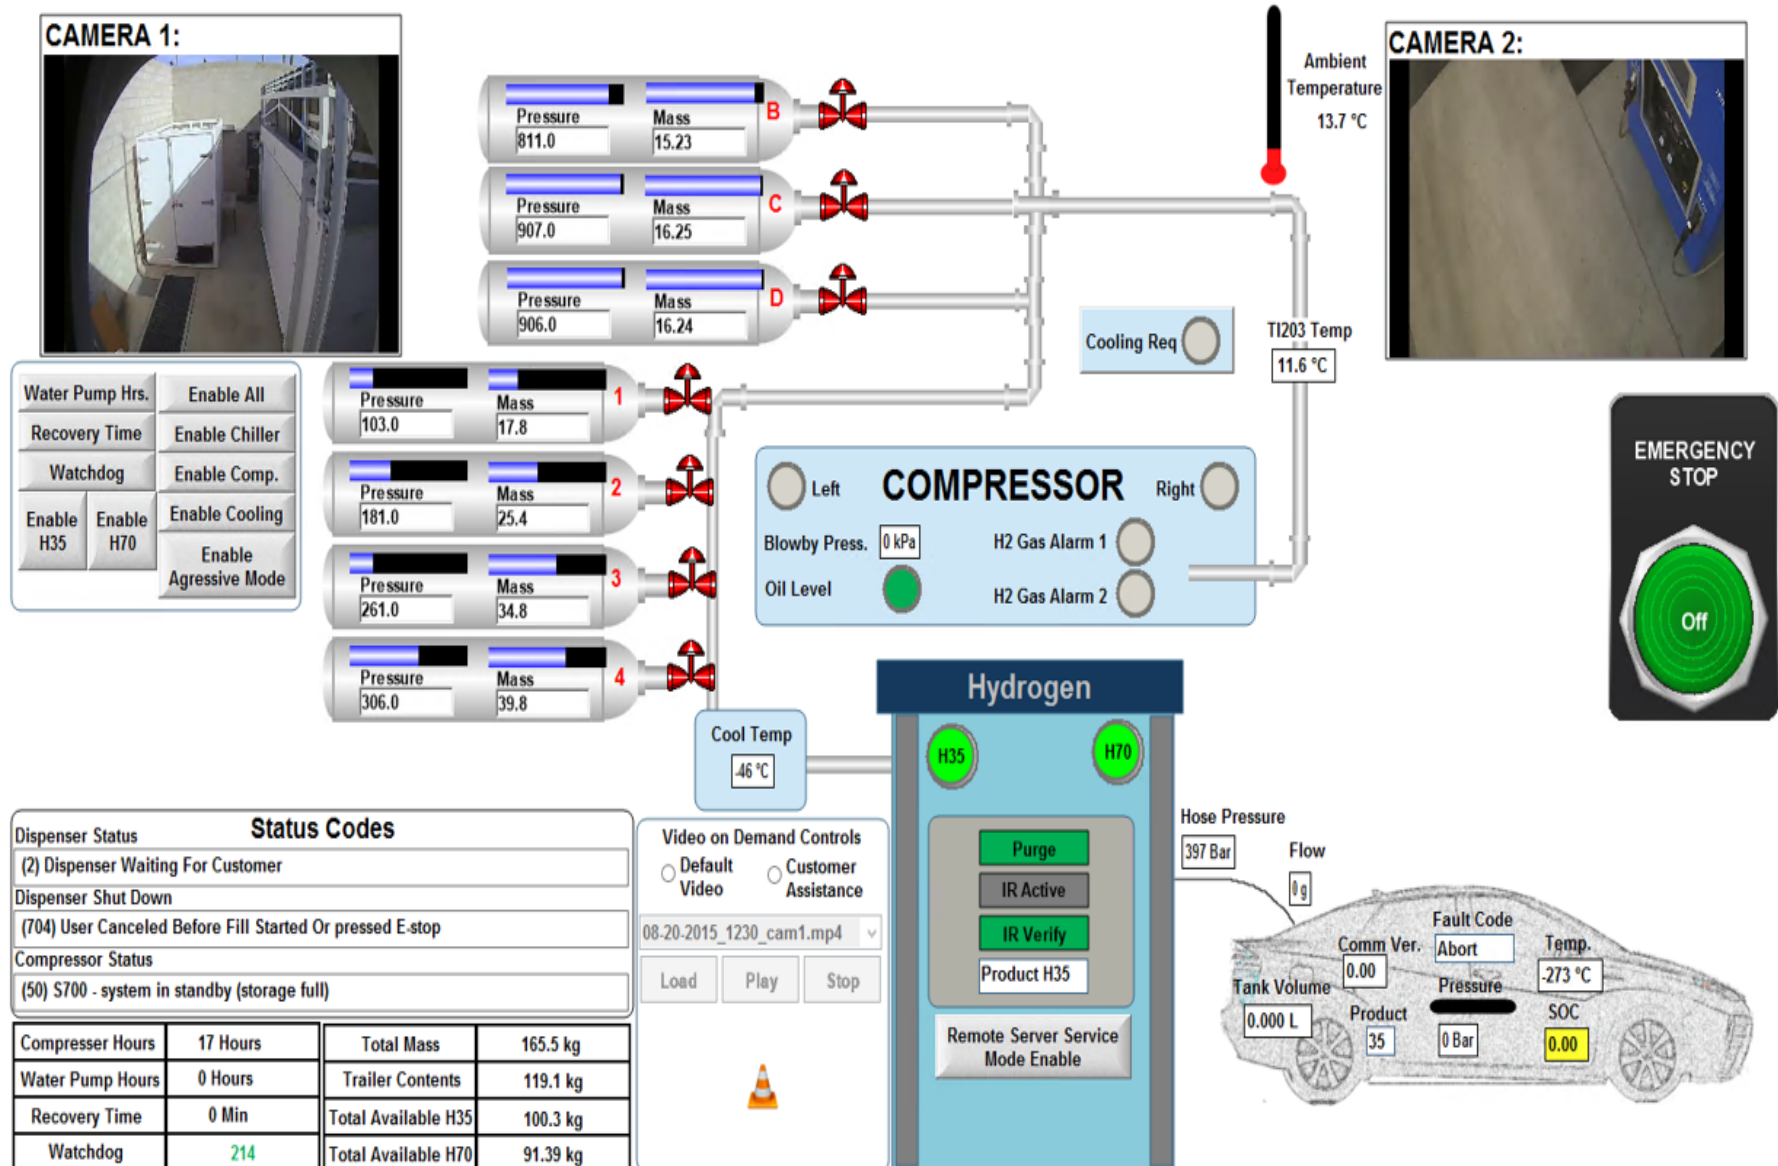 CAMERA 1:
Pressure
811.0
Mass
15.23
B
Pressure
907.0
Mass
16.25
C
Pressure
906.0
Mass
16.24
D
Ambient
Temperature
13.7 °C
CAMERA 2:
Cooling Req
TI203 Temp
11.6 °C
Water Pump Hrs.
Enable All
Recovery Time
Enable Chiller
Watchdog
Enable Comp.
Enable
H35
Enable
H70
Enable Cooling
Enable
Agressive Mode
Pressure
103.0
Mass
17.8
1
Pressure
181.0
Mass
25.4
2
Pressure
261.0
Mass
34.8
3
Pressure
306.0
Mass
39.8
4
Left
COMPRESSOR
Right
Blowby Press.
0 kPa
H2 Gas Alarm 1
Oil Level
H2 Gas Alarm 2
EMERGENCY
STOP
Off
Cool Temp
-46 °C
Hydrogen
H35
H70
Purge
IR Active
IR Verify
Product H35
Remote Server Service
Mode Enable
Status Codes
Dispenser Status
(2) Dispenser Waiting For Customer
Dispenser Shut Down
(704) User Canceled Before Fill Started Or pressed E-stop
Compressor Status
(50) S700 - system in standby (storage full)
Video on Demand Controls
Default
Video
Customer
Assistance
08-20-2015_1230_cam1.mp4
Load
Play
Stop
Compresser Hours
17 Hours
Total Mass
165.5 kg
Water Pump Hours
0 Hours
Trailer Contents
119.1 kg
Recovery Time
0 Min
Total Available H35
100.3 kg
Watchdog
214
Total Available H70
91.39 kg
Hose Pressure
397 Bar
Flow
0 g
Fault Code
Abort
Comm Ver.
0.00
Temp.
-273 °C
Tank Volume
0.000 L
Product
35
Pressure
0 Bar
SOC
0.00